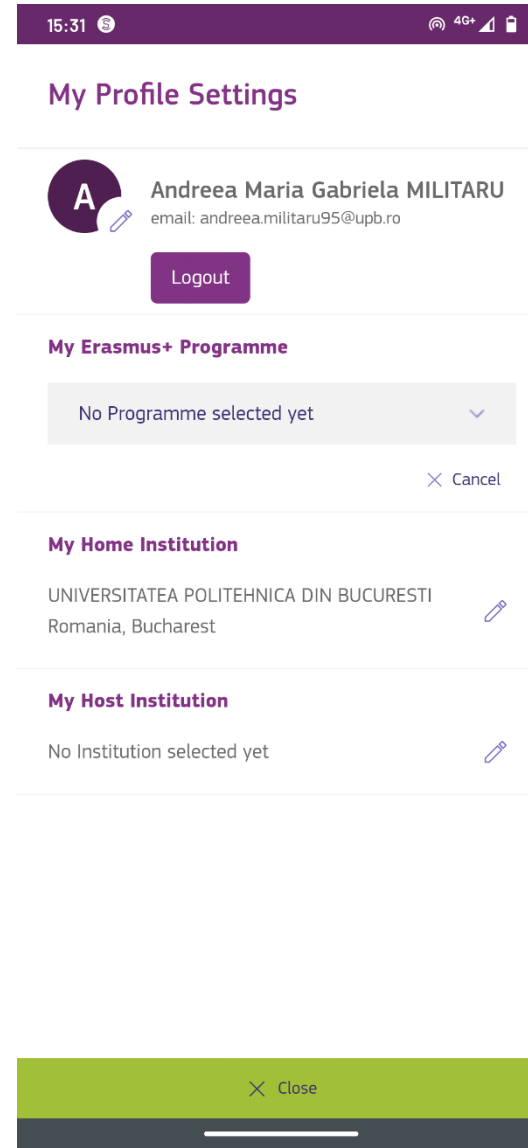 15:31
4G+
My Profile Settings
A
Andreea Maria Gabriela MILITARU
email: andreea.militaru95@upb.ro
Logout
My Erasmus+ Programme
No Programme selected yet
Cancel
My Home Institution
UNIVERSITATEA POLITEHNICA DIN BUCURESTI
Romania, Bucharest
My Host Institution
No Institution selected yet
Close